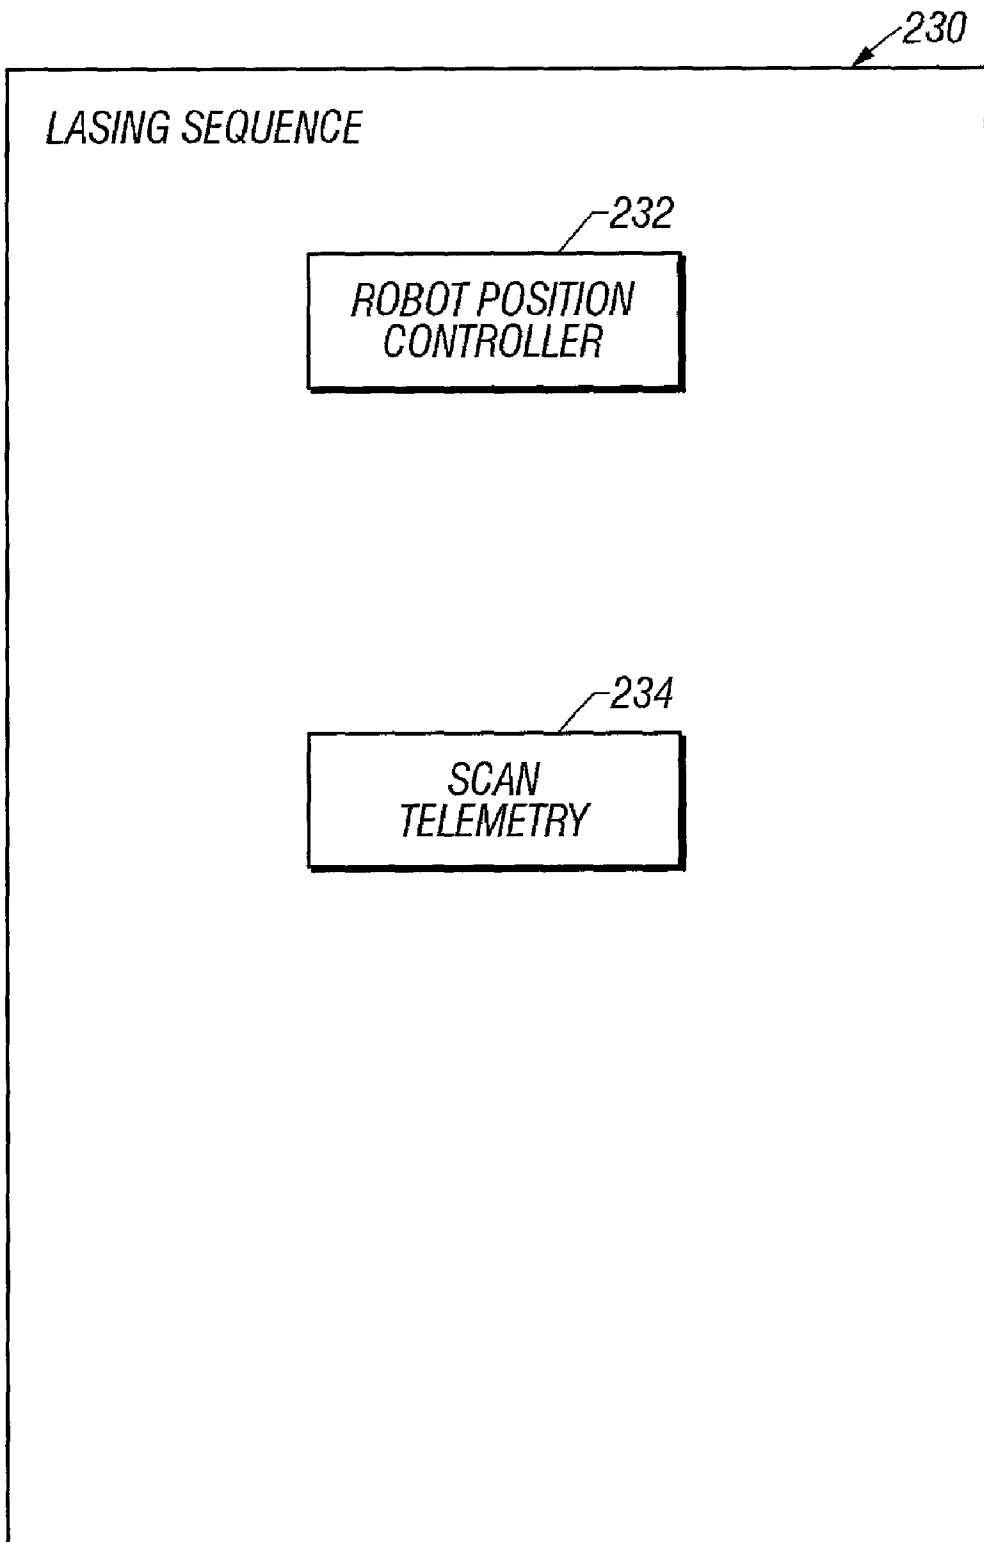 230
LASING SEQUENCE
232
ROBOT POSITION
CONTROLLER
234
SCAN
TELEMETRY